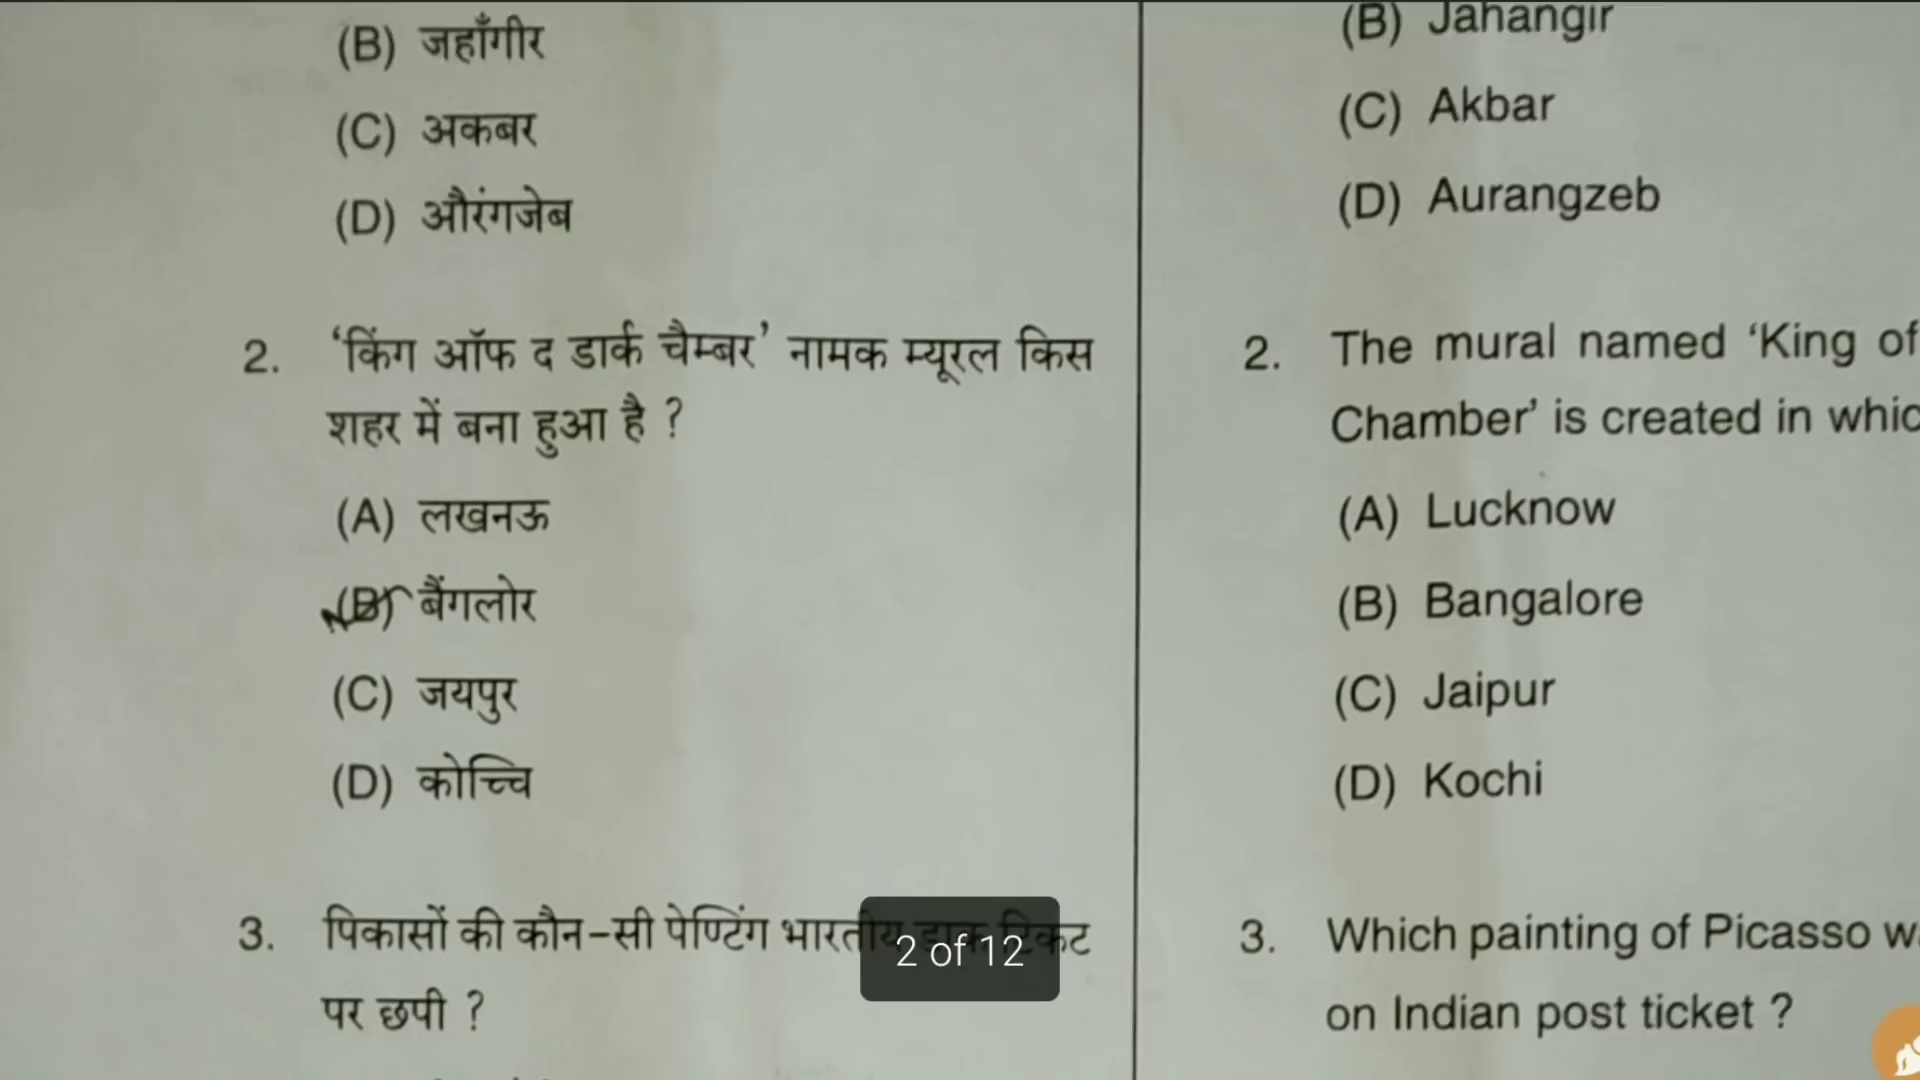 (B) जहाँगीर
(C) अकबर
(D) औरंगजेब
2. ‘किंग ऑफ द डार्क चैम्बर’ नामक म्यूरल किस
शहर में बना हुआ है ?
(A) लखनऊ
(B) बैंगलोर
(C) जयपुर
(D) कोच्चि
3. पिकासों की कौन-सी पेण्टिंग भारतीय डाक टिकट
पर छपी ?
2 of 12
(B) Jahangir
(C) Akbar
(D) Aurangzeb
2. The mural named ‘King of
Chamber’ is created in whic
(A) Lucknow
(B) Bangalore
(C) Jaipur
(D) Kochi
3. Which painting of Picasso w
on Indian post ticket ?